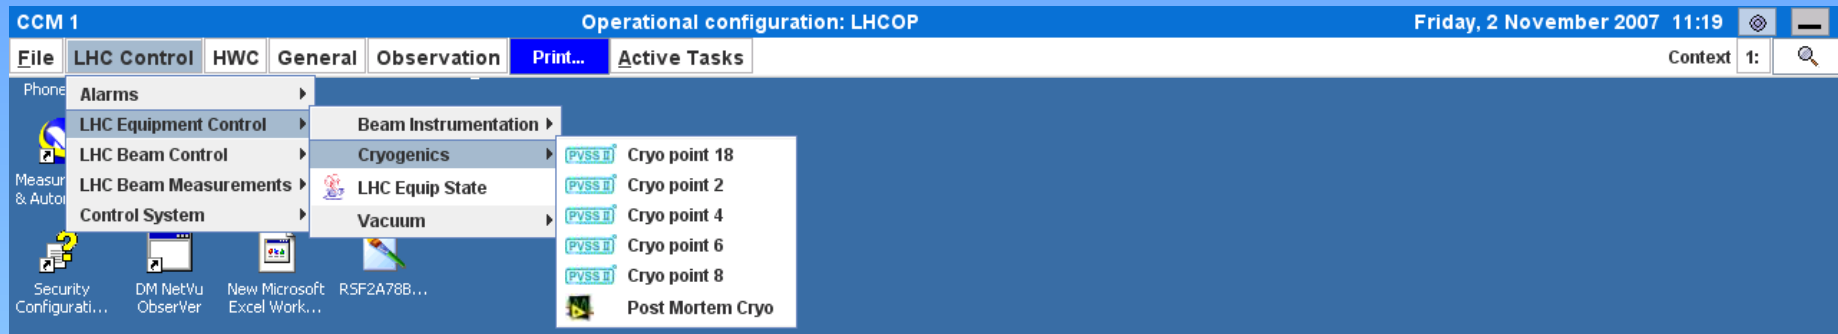 CCM 1 Operational configuration: LHCOP Friday, 2 November 2007 11:19
File LHC Control HWC General Observation Print... Active Tasks Context 1:
Phone
Alarms
LHC Equipment Control
LHC Beam Control
LHC Beam Measurements
Control System
Beam Instrumentation
Cryogenics
LHC Equip State
Vacuum
PVSS II Cryo point 18
PVSS II Cryo point 2
PVSS II Cryo point 4
PVSS II Cryo point 6
PVSS II Cryo point 8
Post Mortem Cryo
Measur
& Autor
Security
Configurati...
DM NetVu
ObserVer
New Microsoft
Excel Work...
RSF2A78B...